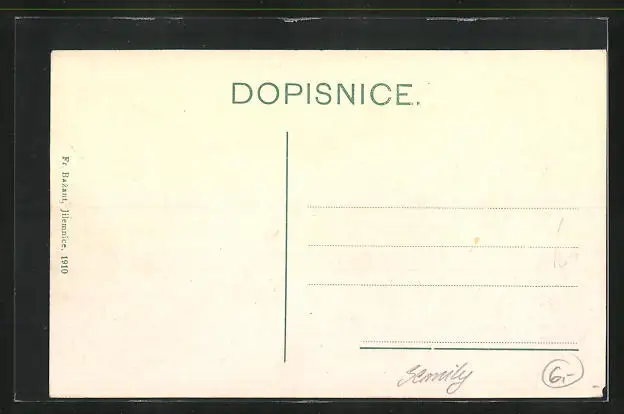 DOPISNICE.
Fr. Bažant, Jilemnice, 1910
Semily
6.-